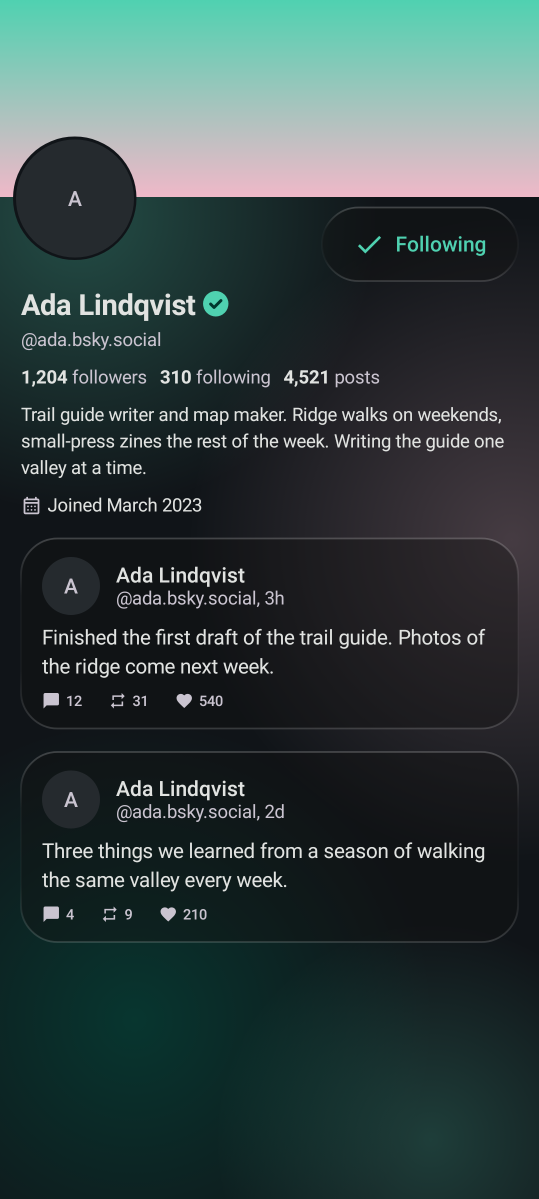 A
Following
Ada Lindqvist
@ada.bsky.social
1,204 followers 310 following 4,521 posts
Trail guide writer and map maker. Ridge walks on weekends,
small-press zines the rest of the week. Writing the guide one
valley at a time.
Joined March 2023
A
Ada Lindqvist
@ada.bsky.social, 3h
Finished the first draft of the trail guide. Photos of
the ridge come next week.
12 31 540
A
Ada Lindqvist
@ada.bsky.social, 2d
Three things we learned from a season of walking
the same valley every week.
4 9 210